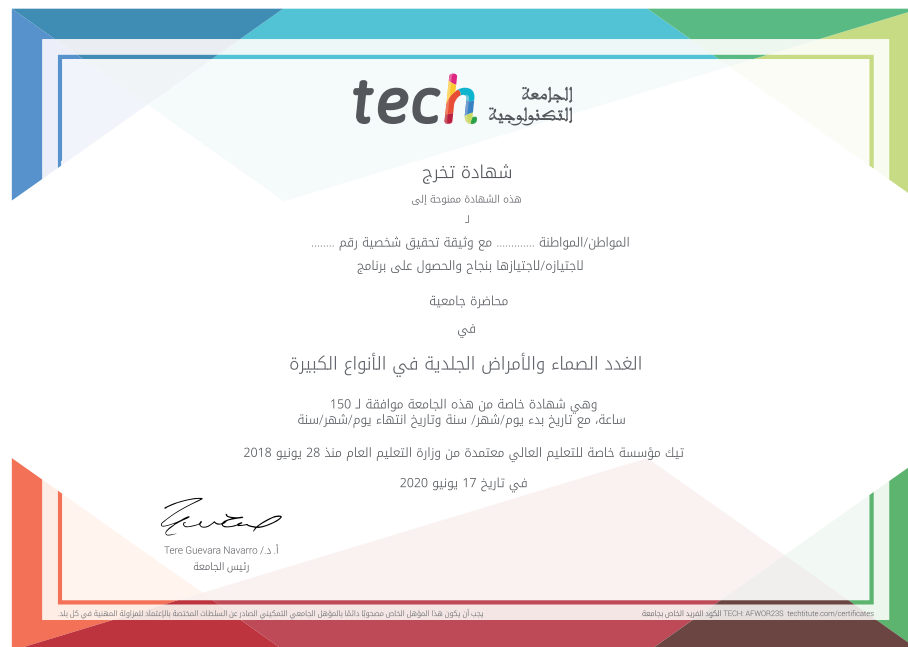 tech الجامعة
التكنولوجية
شهادة تخرج
هذه الشهادة ممنوحة إلى
لـ
المواطن/المواطنة ............ مع وثيقة تحقيق شخصية رقم ........
لاجتيازه/لاجتيازها بنجاح والحصول على برنامج
محاضرة جامعية
في
الغدد الصماء والأمراض الجلدية في الأنواع الكبيرة
وهي شهادة خاصة من هذه الجامعة موافقة لـ 150
ساعة، مع تاريخ بدء يوم/شهر/ سنة وتاريخ انتهاء يوم/شهر/سنة
تيك مؤسسة خاصة للتعليم العالي معتمدة من وزارة التعليم العام منذ 28 يونيو 2018
في تاريخ 17 يونيو 2020
أ. د./ Tere Guevara Navarro
رئيس الجامعة
يجب أن يكون هذا المؤهل الخاص مصحوبًا دائمًا بالمؤهل الجامعي التمكيني الصادر عن السلطات المختصة بالإعتماد للمزاولة المهنية في كل بلد.
الكود الفريد الخاص بجامعة TECH: AFWOR23S techtitute.com/certificates